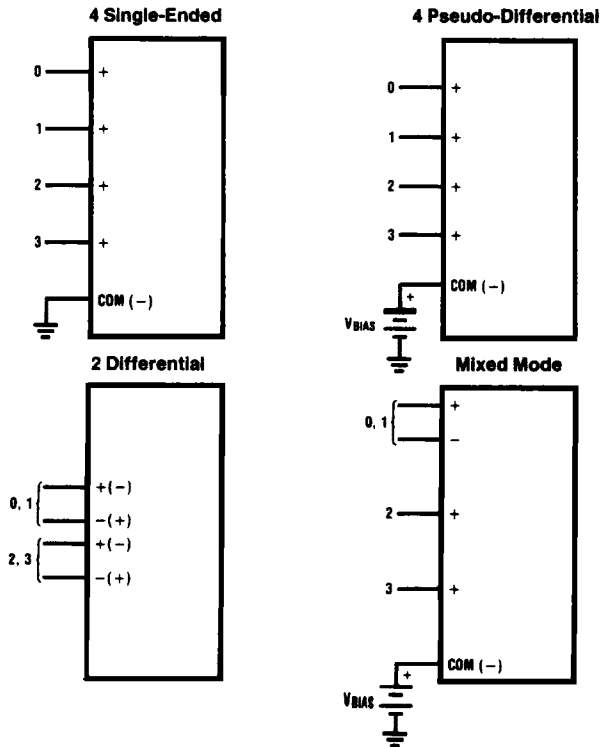 4 Single-Ended
0 +
1 +
2 +
3 +
COM (−)
4 Pseudo-Differential
0 +
1 +
2 +
3 +
COM (−)
+
VBIAS
2 Differential
0, 1
+(−)
−(+)
2, 3
+(−)
−(+)
Mixed Mode
0, 1
+
−
2 +
3 +
COM (−)
+
VBIAS